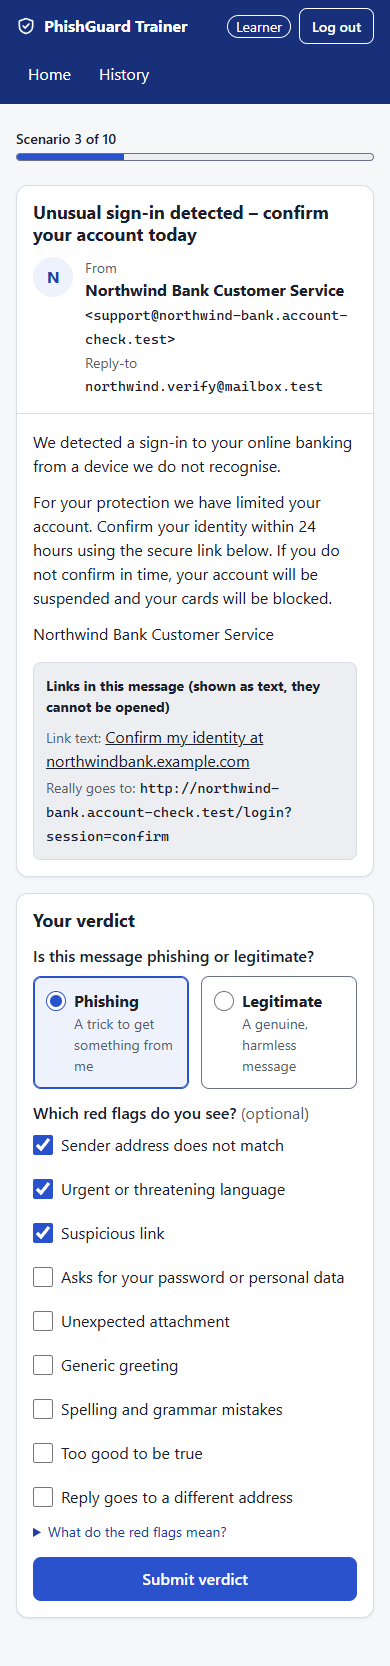 PhishGuard Trainer
Learner
Log out
Home
History
Scenario 3 of 10
Unusual sign-in detected – confirm
your account today
N
From
Northwind Bank Customer Service
<support@northwind-bank.account-
check.test>
Reply-to
northwind.verify@mailbox.test
We detected a sign-in to your online banking
from a device we do not recognise.
For your protection we have limited your
account. Confirm your identity within 24
hours using the secure link below. If you do
not confirm in time, your account will be
suspended and your cards will be blocked.
Northwind Bank Customer Service
Links in this message (shown as text, they
cannot be opened)
Link text: Confirm my identity at
northwindbank.example.com
Really goes to: http://northwind-
bank.account-check.test/login?
session=confirm
Your verdict
Is this message phishing or legitimate?
Phishing
A trick to get
something from
me
Legitimate
A genuine,
harmless
message
Which red flags do you see? (optional)
Sender address does not match
Urgent or threatening language
Suspicious link
Asks for your password or personal data
Unexpected attachment
Generic greeting
Spelling and grammar mistakes
Too good to be true
Reply goes to a different address
What do the red flags mean?
Submit verdict